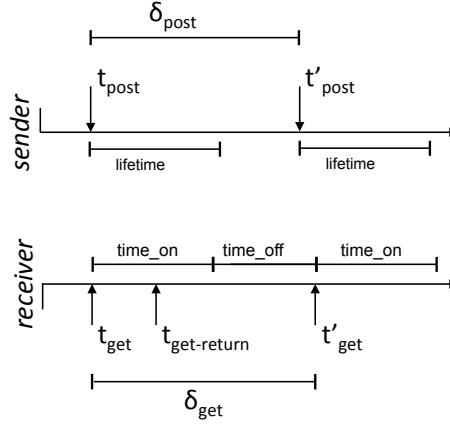 δpost
tpost
t’post
sender
lifetime
lifetime
time_on
time_off
time_on
receiver
tget
tget-return
t’get
δget